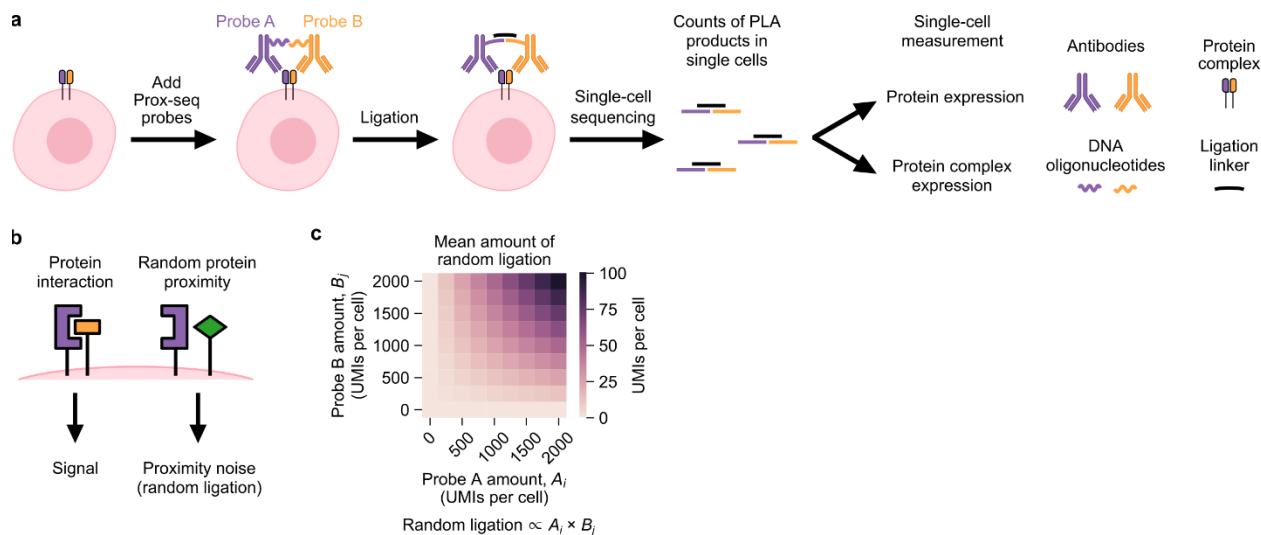 a
Probe A
Probe B
Add
Prox-seq
probes
Ligation
Single-cell
sequencing
Counts of PLA
products in
single cells
Single-cell
measurement
Protein expression
Protein complex
expression
Antibodies
Protein
complex
DNA
oligonucleotides
Ligation
linker
b
Protein
interaction
Random protein
proximity
Signal
Proximity noise
(random ligation)
c
Mean amount of
random ligation
Probe B amount, Bj
(UMIs per cell)
2000
1500
1000
500
0
0
500
1000
1500
2000
Probe A amount, Ai
(UMIs per cell)
100
75
50
25
0
UMIs per cell
Random ligation ∝ Ai × Bj